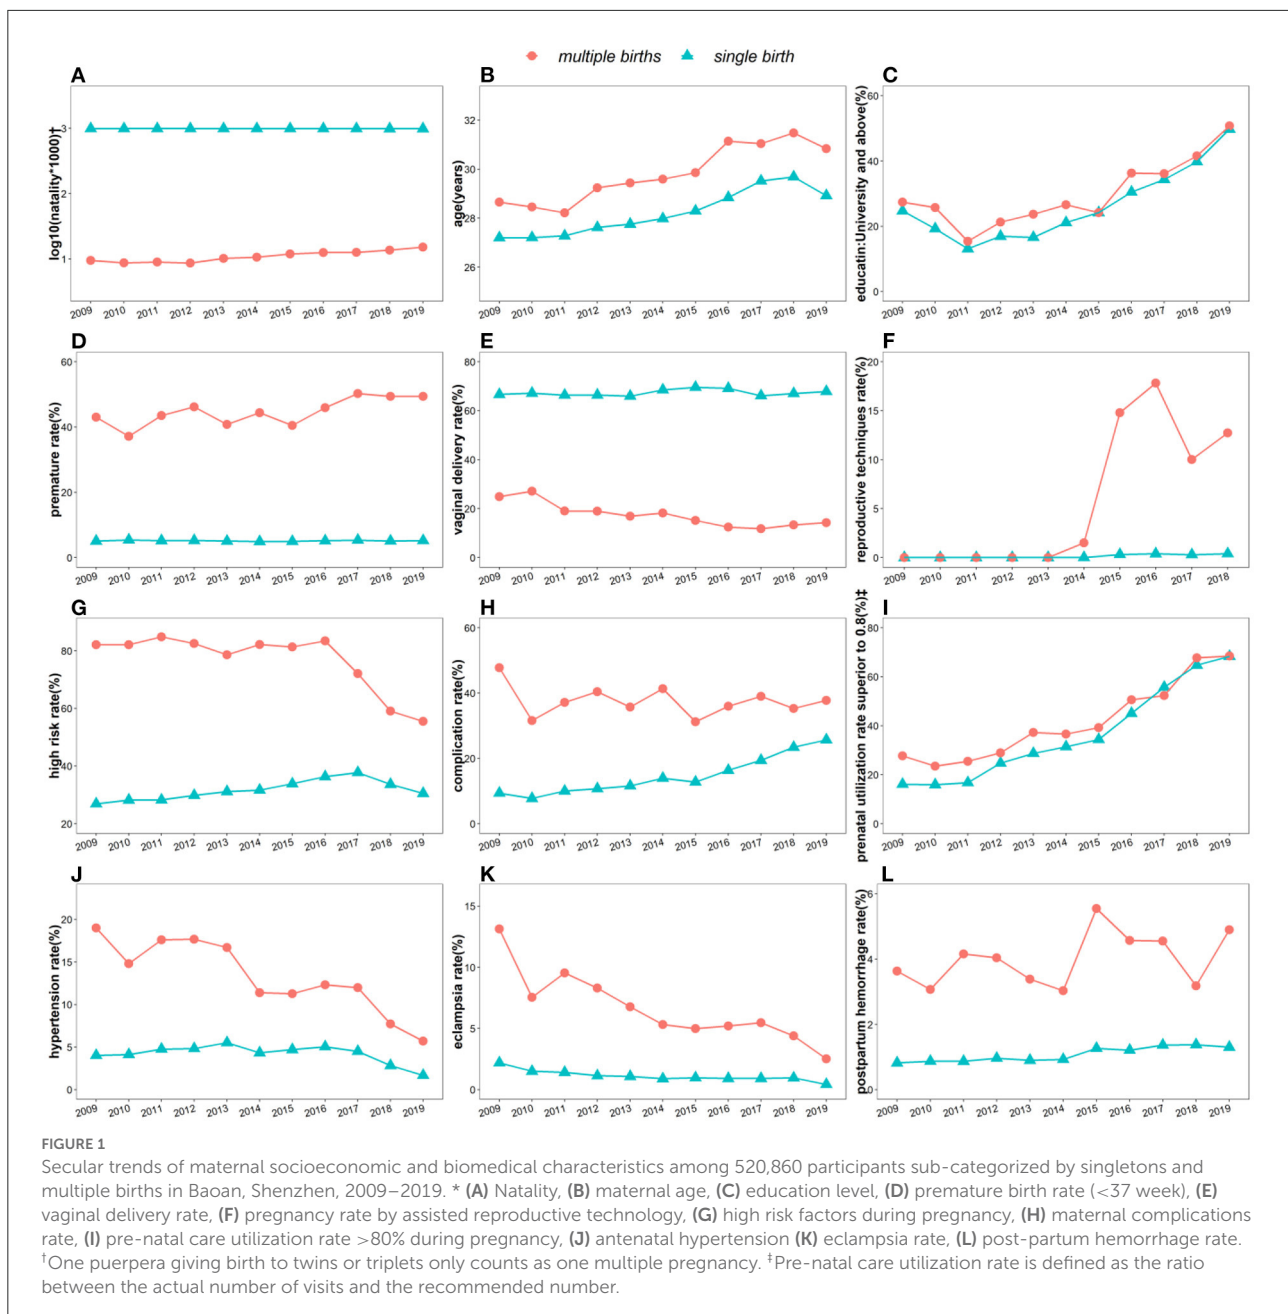 multiple births single birth
A
log10(natality*1000)†
3
2
1
2009 2010 2011 2012 2013 2014 2015 2016 2017 2018 2019
B
age(years)
32
30
28
26
2009 2010 2011 2012 2013 2014 2015 2016 2017 2018 2019
C
educatin:University and above(%)
60
40
20
0
2009 2010 2011 2012 2013 2014 2015 2016 2017 2018 2019
D
premature rate(%)
60
40
20
0
2009 2010 2011 2012 2013 2014 2015 2016 2017 2018 2019
E
vaginal delivery rate(%)
80
60
40
20
0
2009 2010 2011 2012 2013 2014 2015 2016 2017 2018 2019
F
reproductive techniques rate(%)
20
15
10
5
0
2009 2010 2011 2012 2013 2014 2015 2016 2017 2018
G
high risk rate(%)
80
60
40
20
2009 2010 2011 2012 2013 2014 2015 2016 2017 2018 2019
H
complication rate(%)
60
40
20
0
2009 2010 2011 2012 2013 2014 2015 2016 2017 2018 2019
I
prenatal utilization rate superior to 0.8(%)‡
80
60
40
20
0
2009 2010 2011 2012 2013 2014 2015 2016 2017 2018 2019
J
hypertension rate(%)
20
15
10
5
0
2009 2010 2011 2012 2013 2014 2015 2016 2017 2018 2019
K
eclampsia rate(%)
15
10
5
0
2009 2010 2011 2012 2013 2014 2015 2016 2017 2018 2019
L
postpartum hemorrhage rate(%)
6
4
2
0
2009 2010 2011 2012 2013 2014 2015 2016 2017 2018 2019
FIGURE 1
Secular trends of maternal socioeconomic and biomedical characteristics among 520,860 participants sub-categorized by singletons and
multiple births in Baoan, Shenzhen, 2009–2019. * (A) Natality, (B) maternal age, (C) education level, (D) premature birth rate (<37 week), (E)
vaginal delivery rate, (F) pregnancy rate by assisted reproductive technology, (G) high risk factors during pregnancy, (H) maternal complications
rate, (I) pre-natal care utilization rate >80% during pregnancy, (J) antenatal hypertension (K) eclampsia rate, (L) post-partum hemorrhage rate.
†One puerpera giving birth to twins or triplets only counts as one multiple pregnancy. ‡Pre-natal care utilization rate is defined as the ratio
between the actual number of visits and the recommended number.